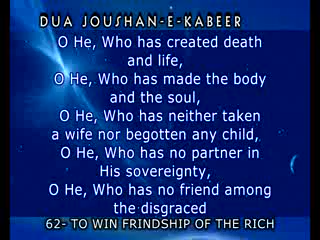 DUA JOUSHAN-E-KABEER
O He, Who has created death
and life,
O He, Who has made the body
and the soul,
O He, Who has neither taken
a wife nor begotten any child,
O He, Who has no partner in
His sovereignty,
O He, Who has no friend among
the disgraced
62- TO WIN FRINDSHIP OF THE RICH